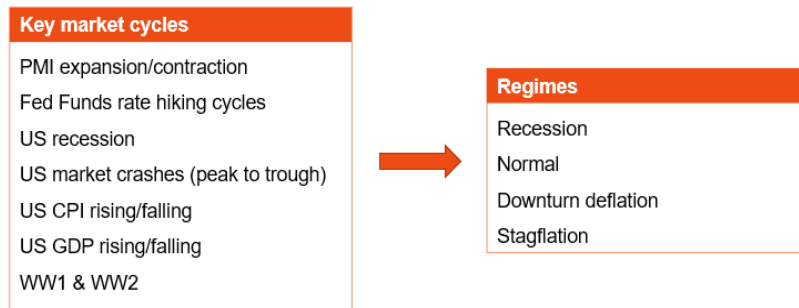 Key market cycles
PMI expansion/contraction
Fed Funds rate hiking cycles
US recession
US market crashes (peak to trough)
US CPI rising/falling
US GDP rising/falling
WW1 & WW2
Regimes
Recession
Normal
Downturn deflation
Stagflation